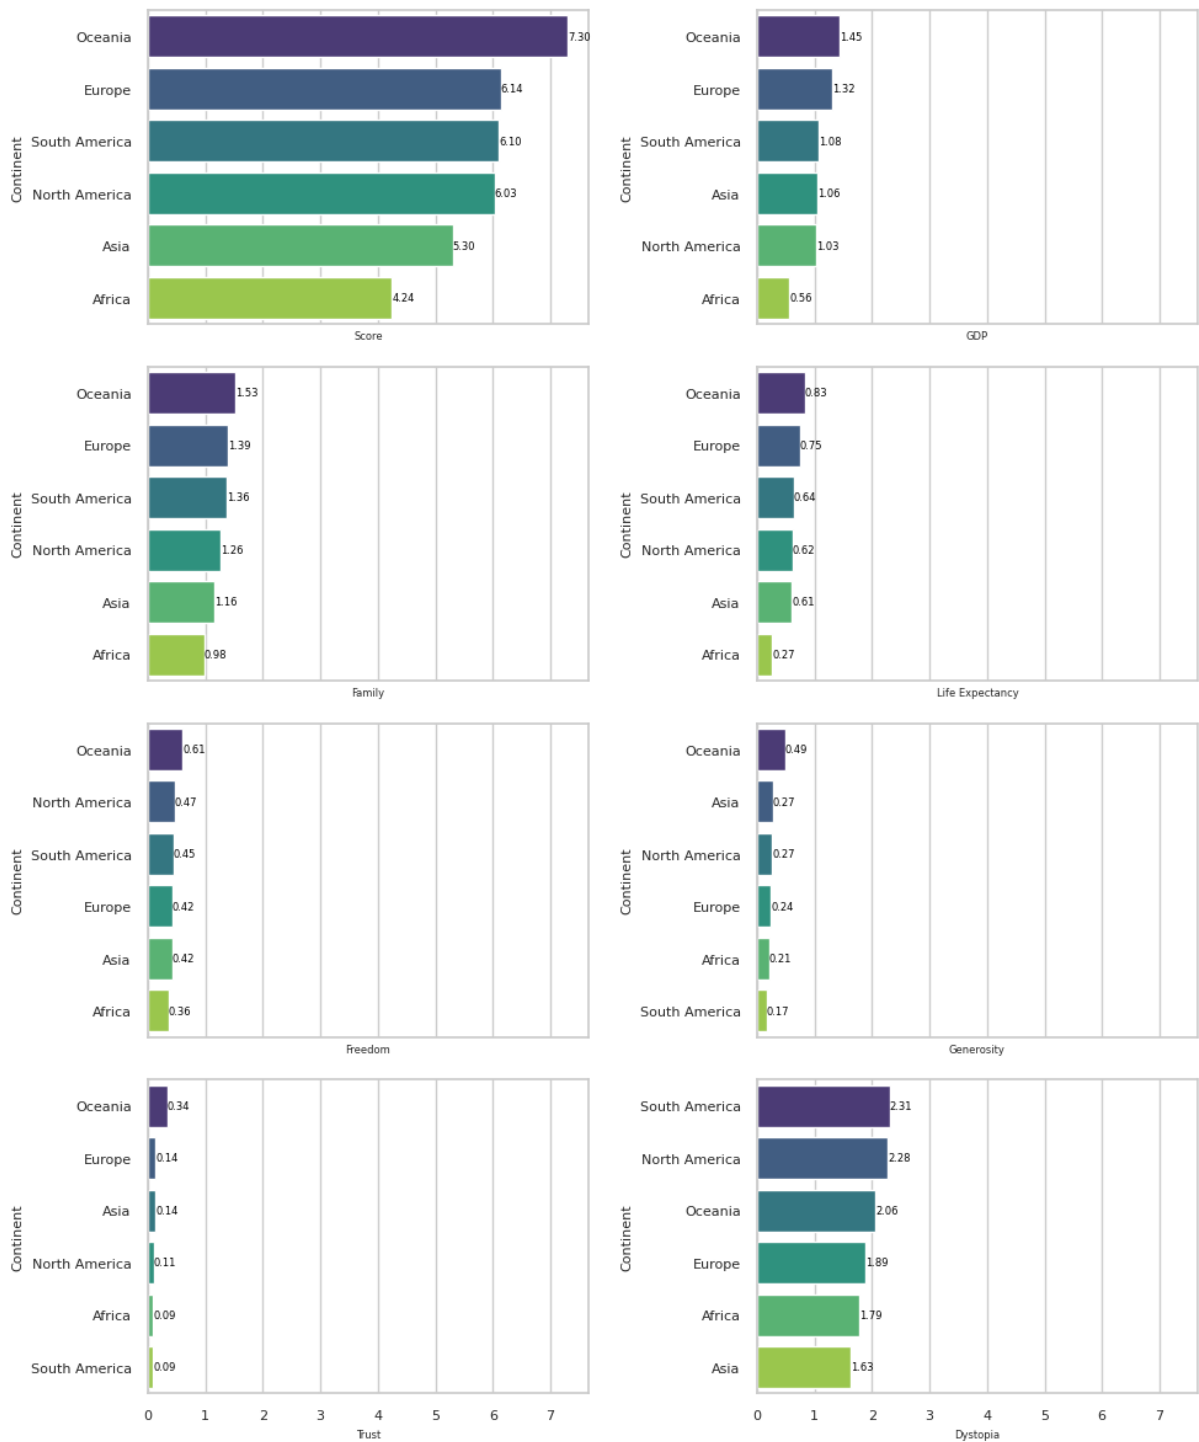 Continent
Oceania 7.30
Europe 6.14
South America 6.10
North America 6.03
Asia 5.30
Africa 4.24
Score
Continent
Oceania 1.45
Europe 1.32
South America 1.08
Asia 1.06
North America 1.03
Africa 0.56
GDP
Continent
Oceania 1.53
Europe 1.39
South America 1.36
North America 1.26
Asia 1.16
Africa 0.98
Family
Continent
Oceania 0.83
Europe 0.75
South America 0.64
North America 0.62
Asia 0.61
Africa 0.27
Life Expectancy
Continent
Oceania 0.61
North America 0.47
South America 0.45
Europe 0.42
Asia 0.42
Africa 0.36
Freedom
Continent
Oceania 0.49
Asia 0.27
North America 0.27
Europe 0.24
Africa 0.21
South America 0.17
Generosity
Continent
Oceania 0.34
Europe 0.14
Asia 0.14
North America 0.11
Africa 0.09
South America 0.09
0 1 2 3 4 5 6 7
Trust
Continent
South America 2.31
North America 2.28
Oceania 2.06
Europe 1.89
Africa 1.79
Asia 1.63
0 1 2 3 4 5 6 7
Dystopia